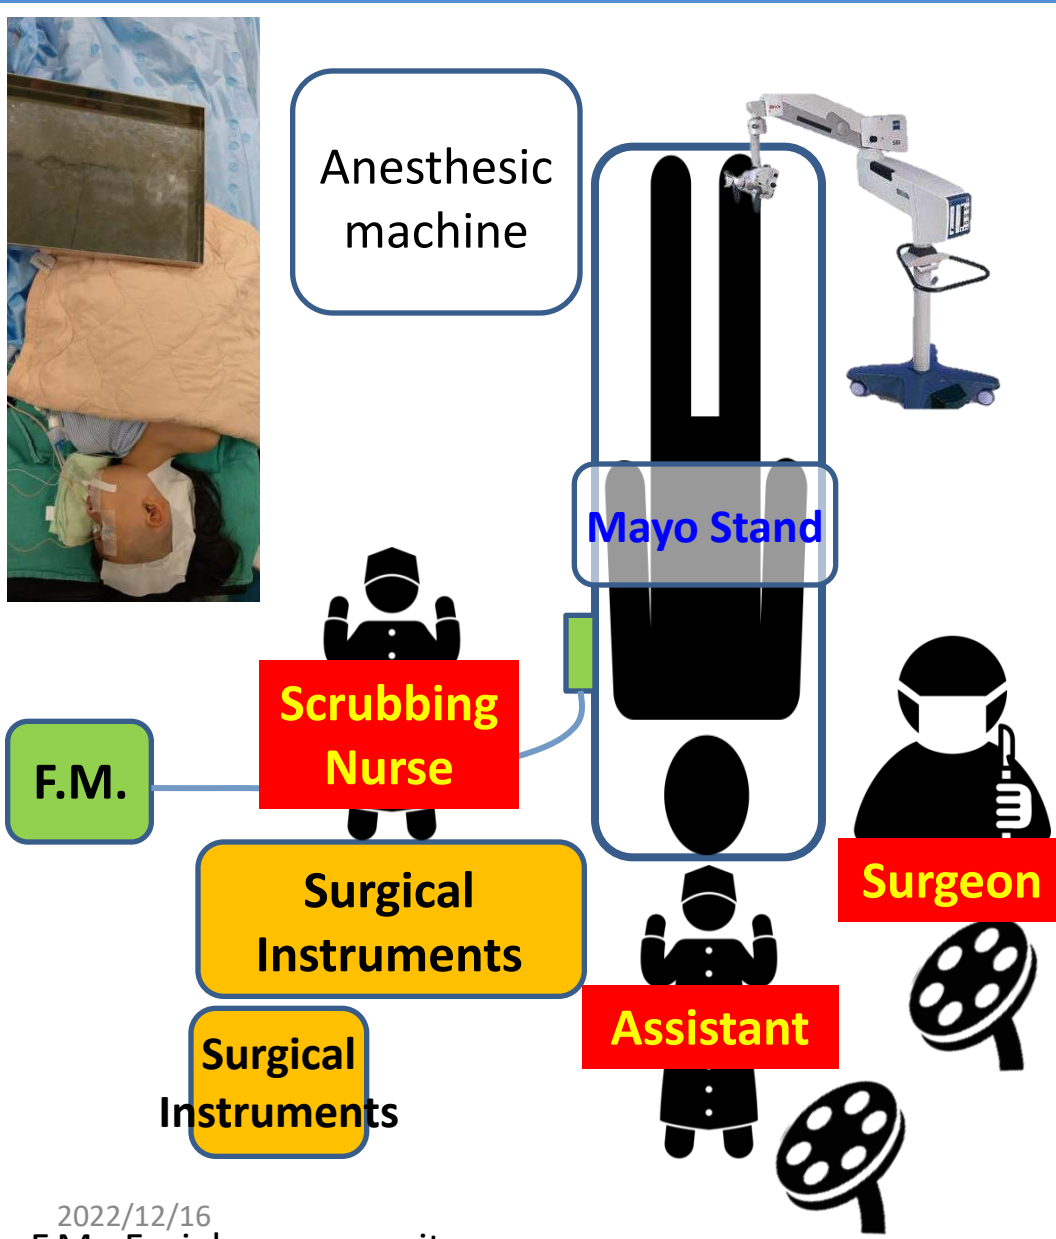 Anesthesic
machine
Mayo Stand
Scrubbing
Nurse
F.M.
Surgeon
Surgical
Instruments
Assistant
Surgical
Instruments
2022/12/16